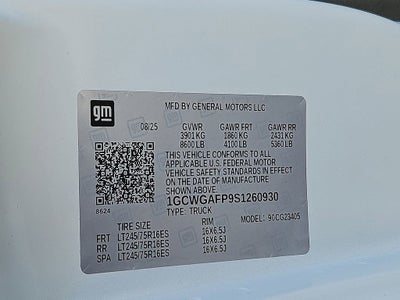 gm
MFD BY GENERAL MOTORS LLC
08/25 GVWR GAWR FRT GAWR RR
3901 KG 1860 KG 2431 KG
8600 LB 4100 LB 5360 LB
THIS VEHICLE CONFORMS TO ALL
APPLICABLE U.S. FEDERAL MOTOR
VEHICLE SAFETY STANDARDS IN EFFECT
ON THE DATE OF MANUFACTURE
SHOWN ABOVE.
1GCWGAFP9S1260930
8624 TYPE: TRUCK
MODEL: 90CG23405
TIRE SIZE RIM
FRT LT245/75R16ES 16X6.5J
RR LT245/75R16ES 16X6.5J
SPA LT245/75R16ES 16X6.5J